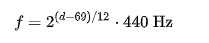 f = 2^{(d−69)/12} · 440 Hz